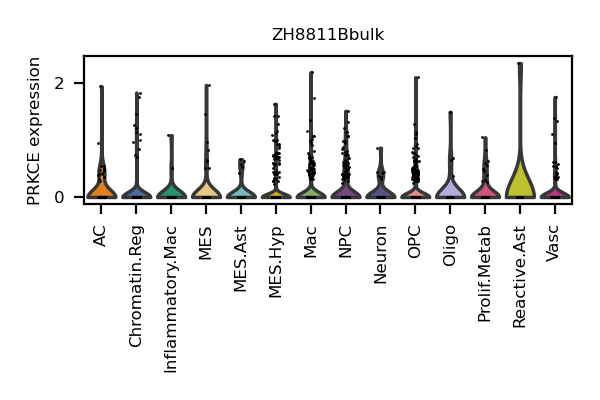 ZH8811Bbulk
PRKCE expression
2
0
AC
Chromatin.Reg
Inflammatory.Mac
MES
MES.Ast
MES.Hyp
Mac
NPC
Neuron
OPC
Oligo
Prolif.Metab
Reactive.Ast
Vasc